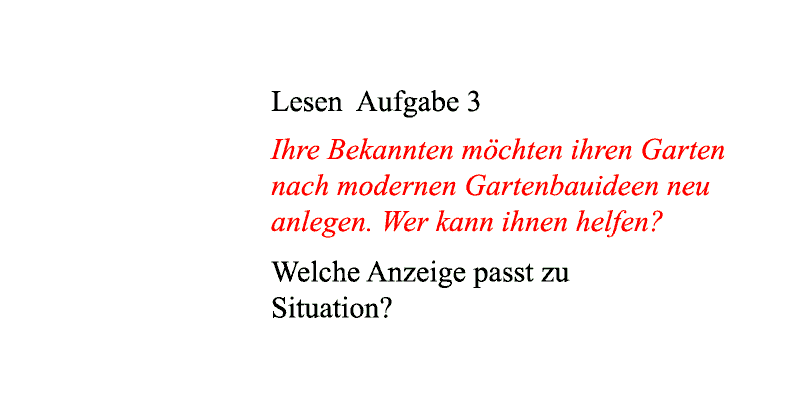 Lesen  Aufgabe 3
Ihre Bekannten möchten ihren Garten
nach modernen Gartenbauideen neu
anlegen. Wer kann ihnen helfen?
Welche Anzeige passt zu
Situation?